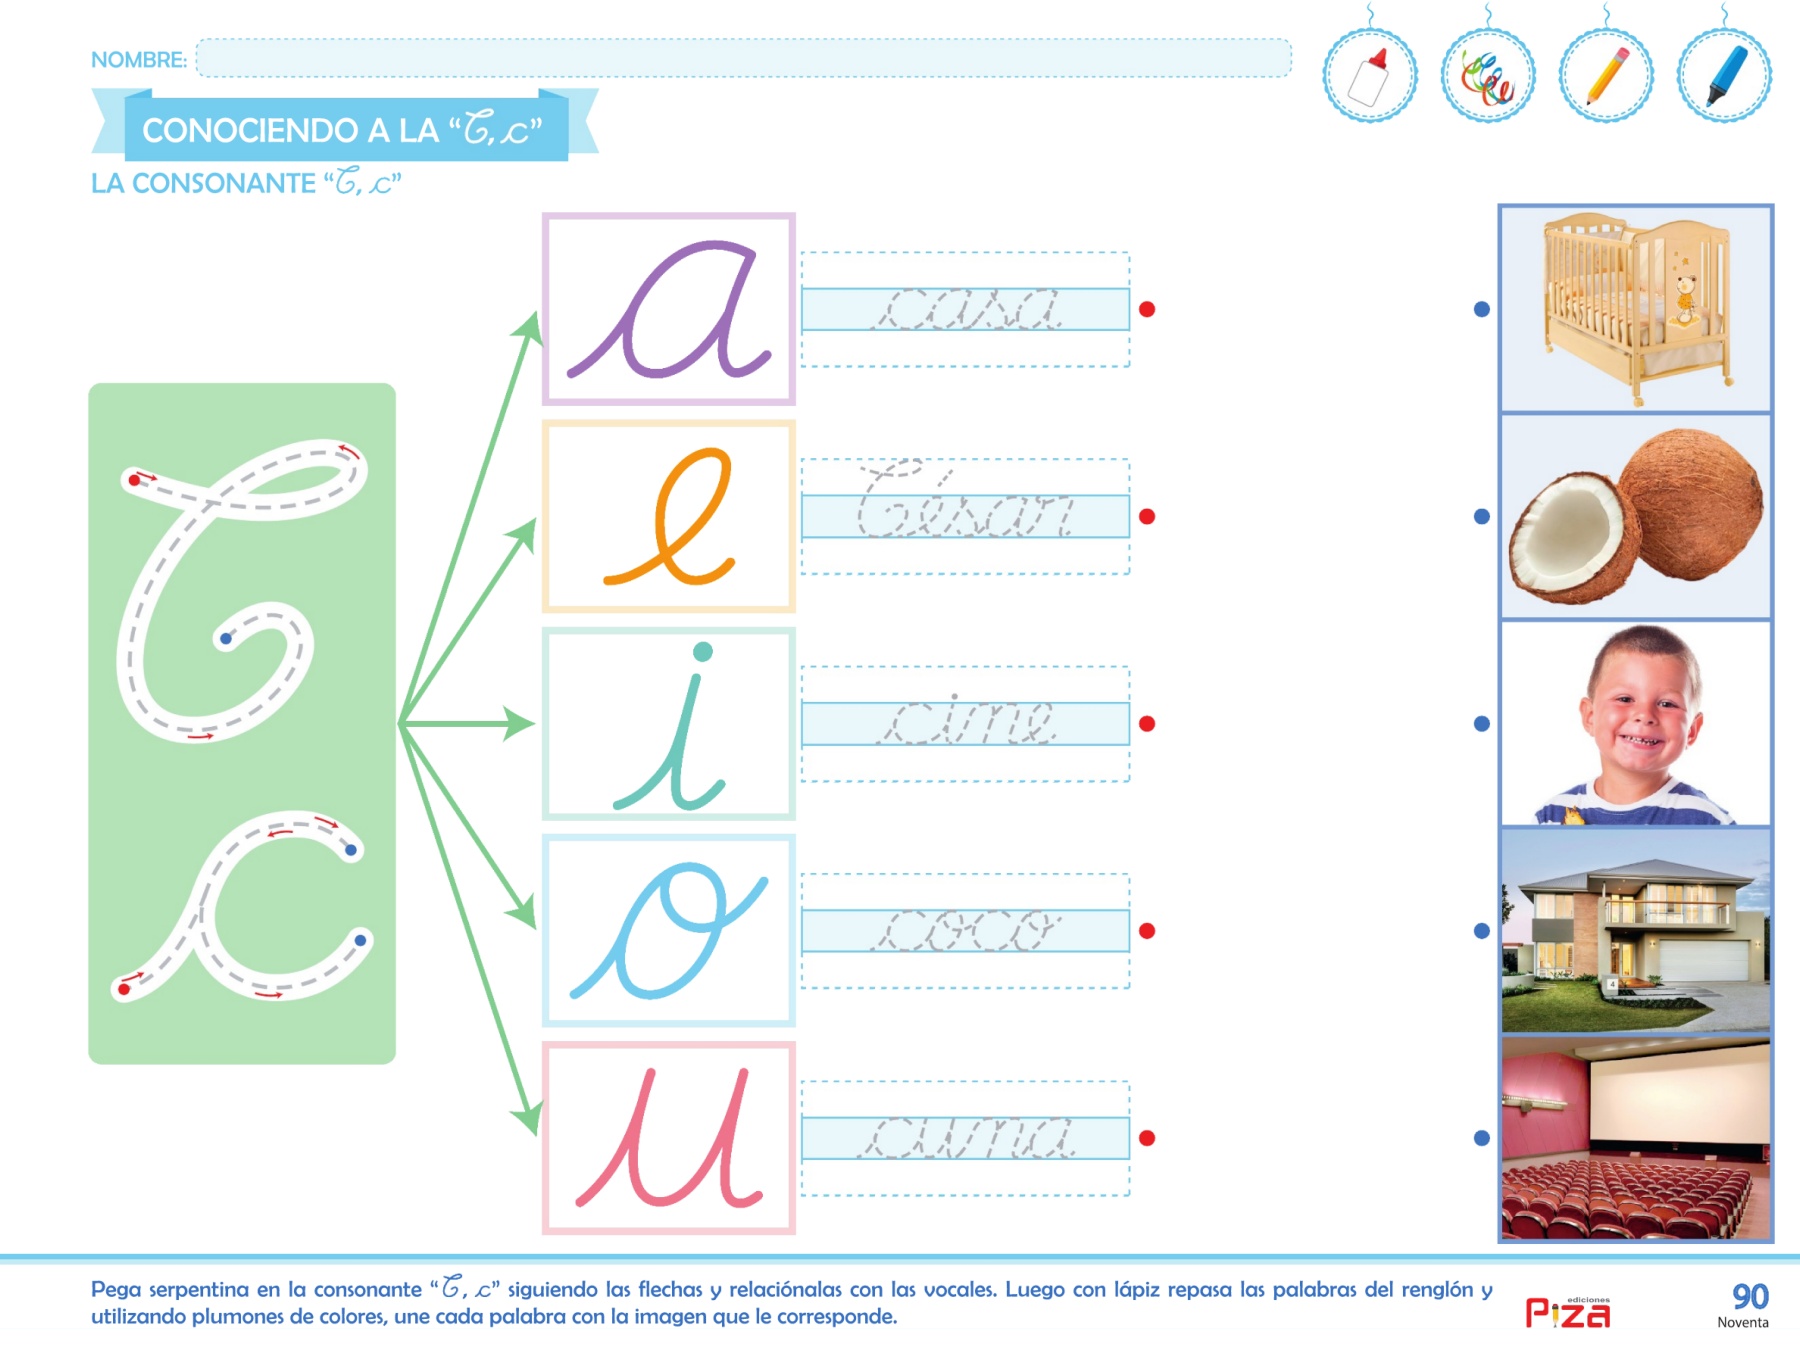 NOMBRE:
CONOCIENDO A LA “C, c”
LA CONSONANTE “C, c”
C
c
a
casa
e
César
i
cine
o
coco
u
cuna
4
Pega serpentina en la consonante “C, c” siguiendo las flechas y relaciónalas con las vocales. Luego con lápiz repasa las palabras del renglón y
utilizando plumones de colores, une cada palabra con la imagen que le corresponde.
ediciones
Piza
90
Noventa